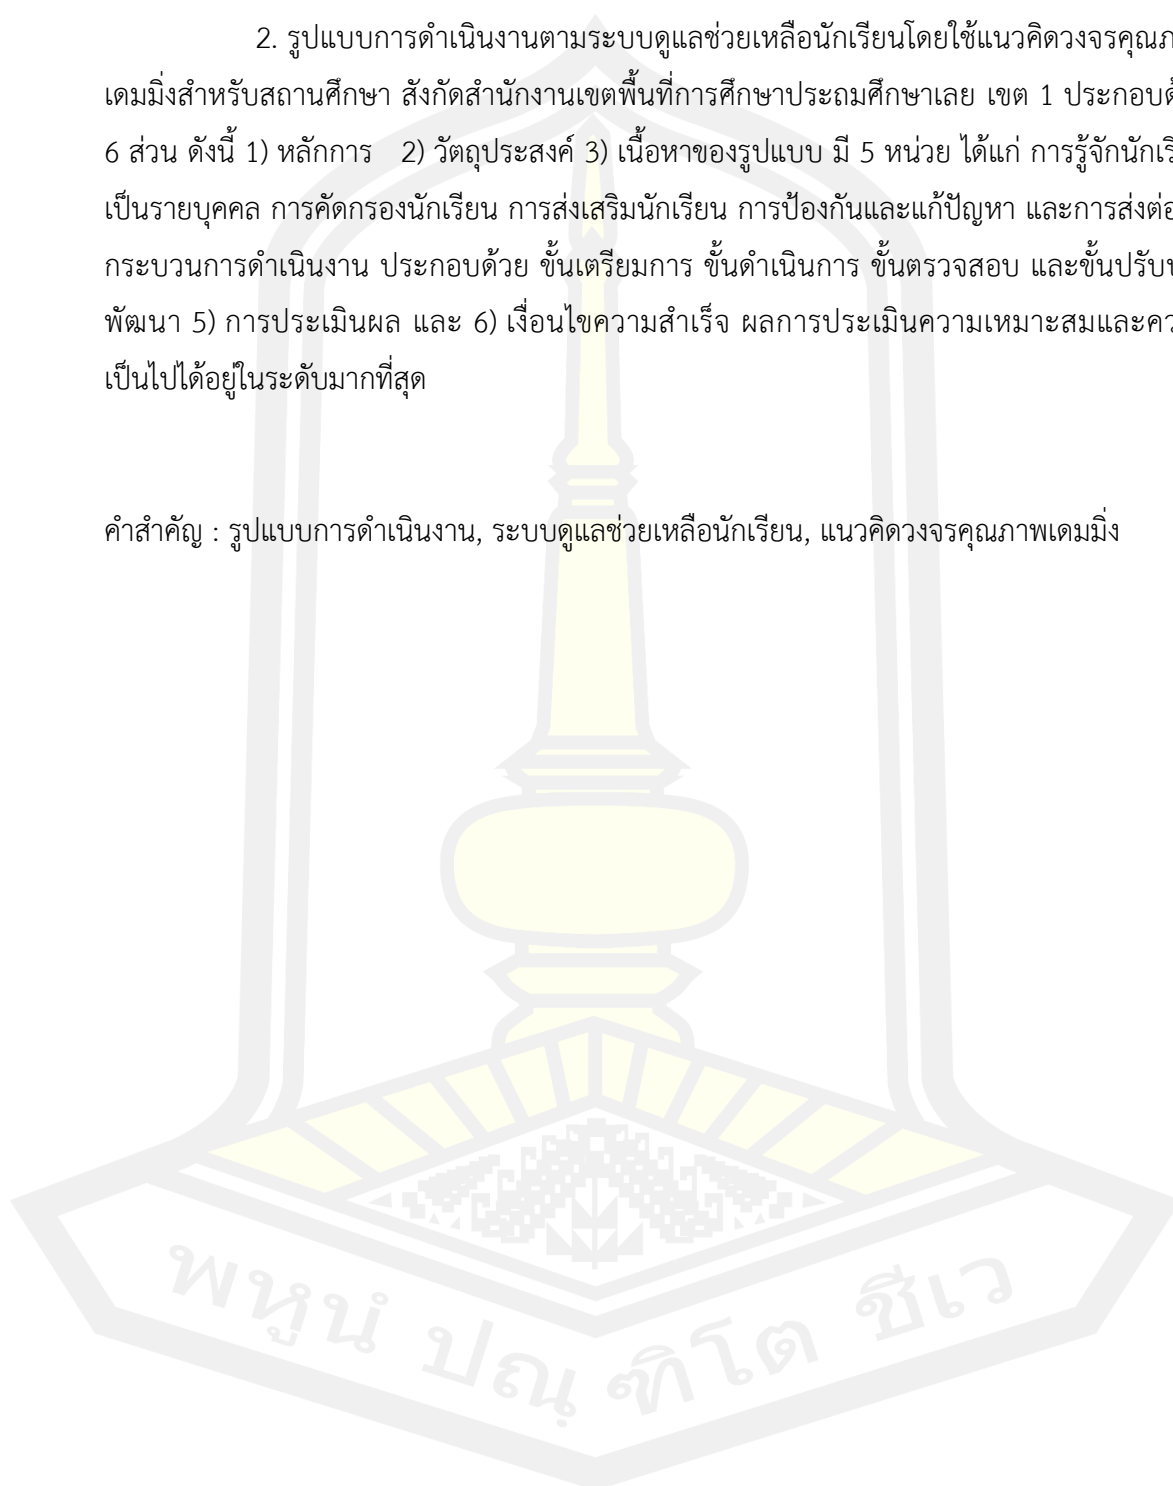 2. รูปแบบการดำเนินงานตามระบบดูแลช่วยเหลือนักเรียนโดยใช้แนวคิดวงจรคุณภ
เดมมิ่งสำหรับสถานศึกษา สังกัดสำนักงานเขตพื้นที่การศึกษาประถมศึกษาเลย เขต 1 ประกอบด้
6 ส่วน ดังนี้ 1) หลักการ 2) วัตถุประสงค์ 3) เนื้อหาของรูปแบบ มี 5 หน่วย ได้แก่ การรู้จักนักเรี
เป็นรายบุคคล การคัดกรองนักเรียน การส่งเสริมนักเรียน การป้องกันและแก้ปัญหา และการส่งต่อ
กระบวนการดำเนินงาน ประกอบด้วย ขั้นเตรียมการ ขั้นดำเนินการ ขั้นตรวจสอบ และขั้นปรับป
พัฒนา 5) การประเมินผล และ 6) เงื่อนไขความสำเร็จ ผลการประเมินความเหมาะสมและคว
เป็นไปได้อยู่ในระดับมากที่สุด
คำสำคัญ : รูปแบบการดำเนินงาน, ระบบดูแลช่วยเหลือนักเรียน, แนวคิดวงจรคุณภาพเดมมิ่ง
พหูนํ ปณฺฑิโต ชีเว